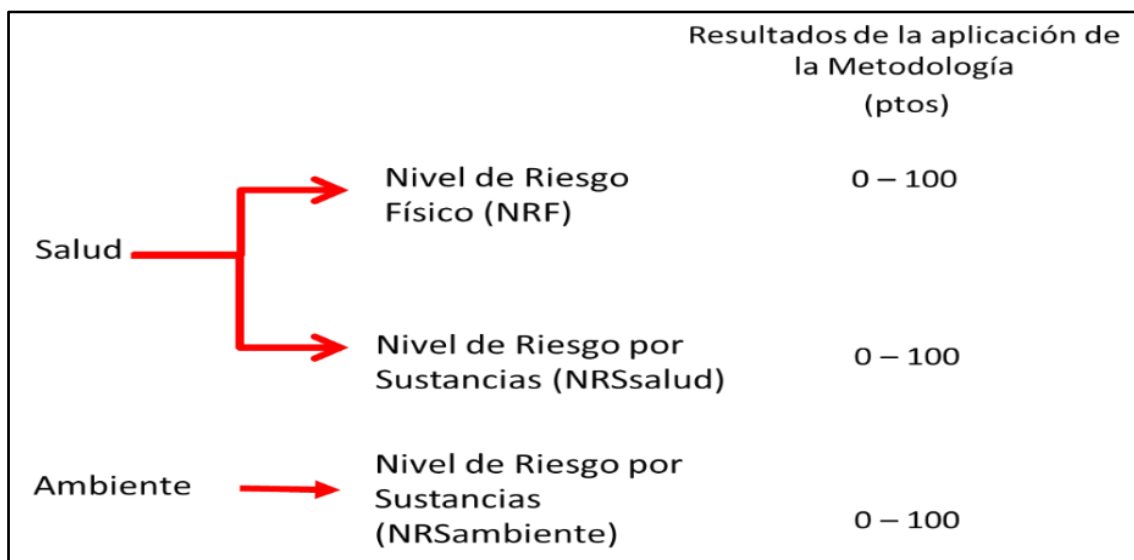 Resultados de la aplicación de
la Metodología
(ptos)
Nivel de Riesgo
Físico (NRF)
0 – 100
Salud
Nivel de Riesgo por
Sustancias (NRSsalud)
0 – 100
Ambiente
Nivel de Riesgo por
Sustancias
(NRSambiente)
0 – 100